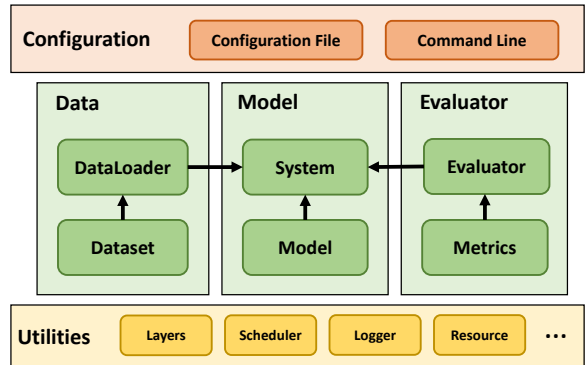 Configuration
Configuration File
Command Line
Data
Model
Evaluator
DataLoader
System
Evaluator
Dataset
Model
Metrics
Utilities
Layers
Scheduler
Logger
Resource
...